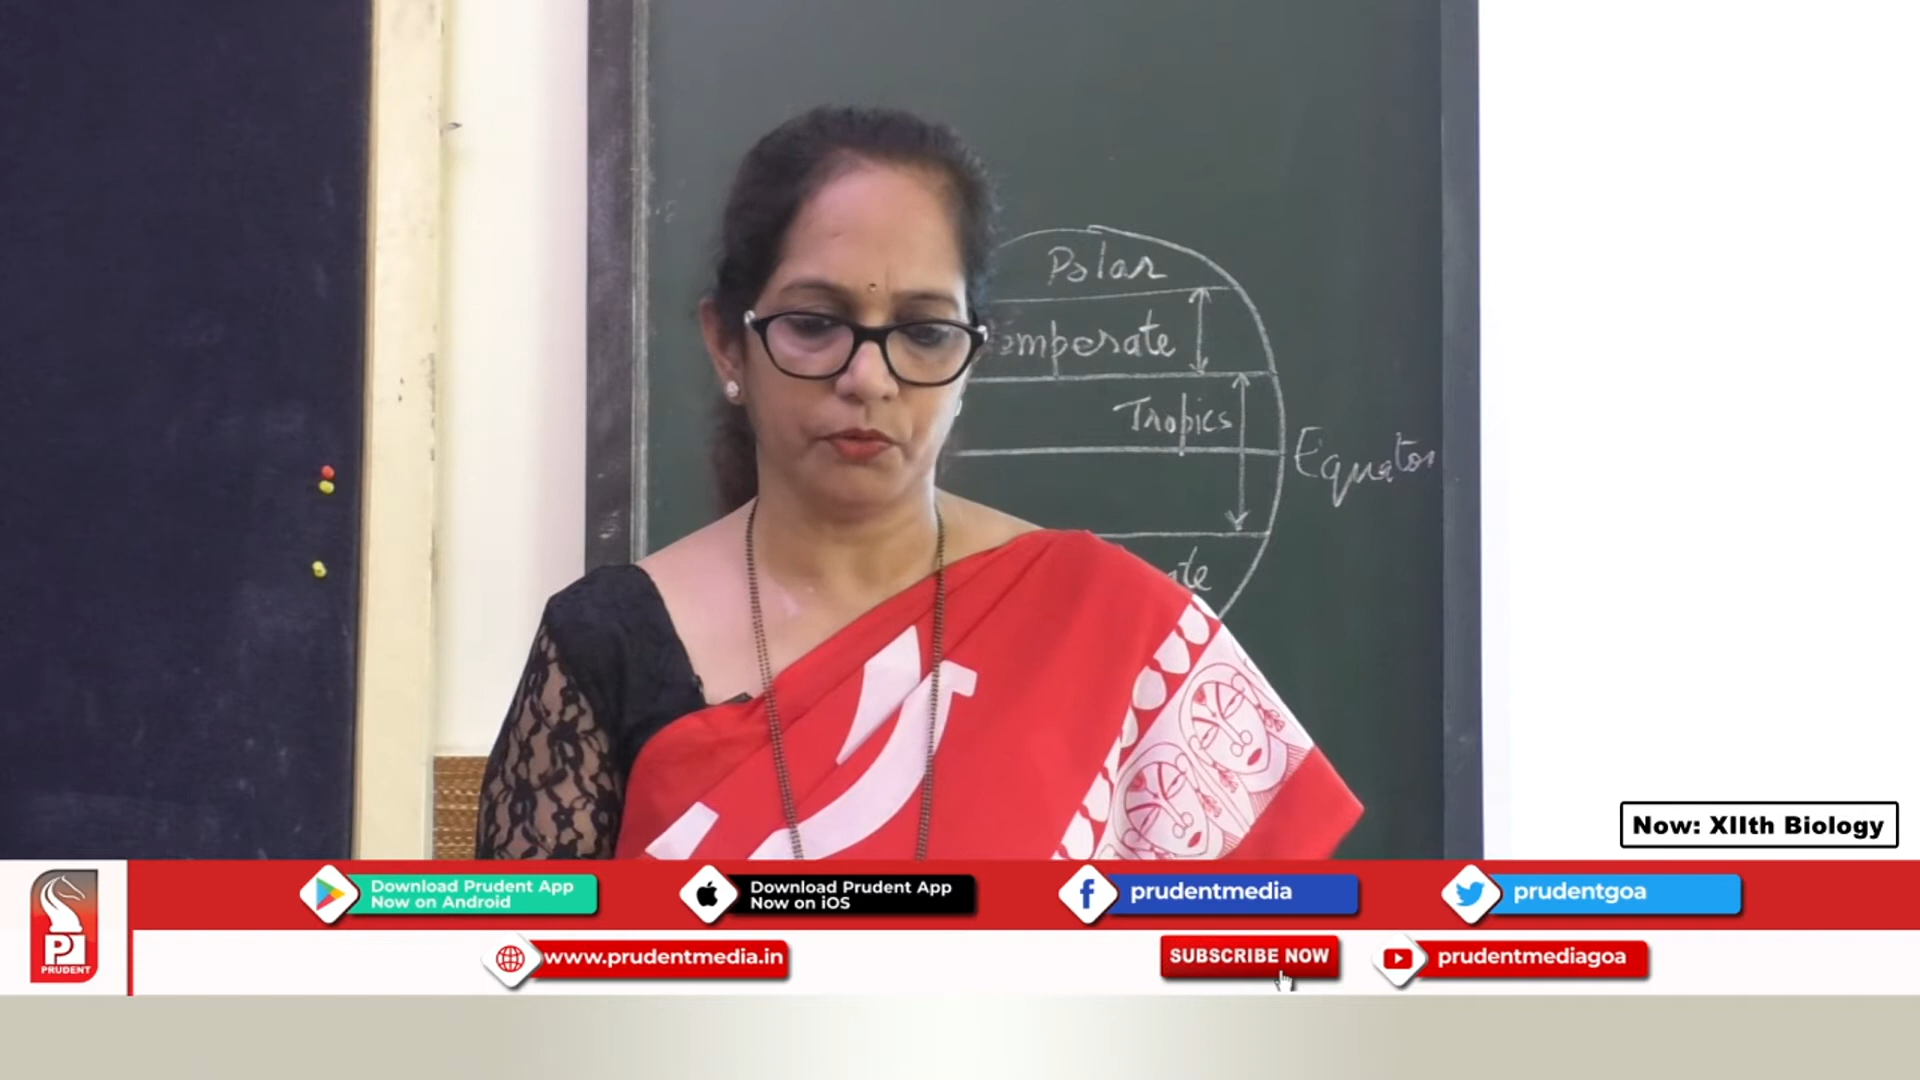 Polar
Temperate
Tropics
Equator
Now: XIIth Biology
Download Prudent App
Now on Android
Download Prudent App
Now on iOS
prudentmedia
prudentgoa
PRUDENT
www.prudentmedia.in
SUBSCRIBE NOW
prudentmediagoa